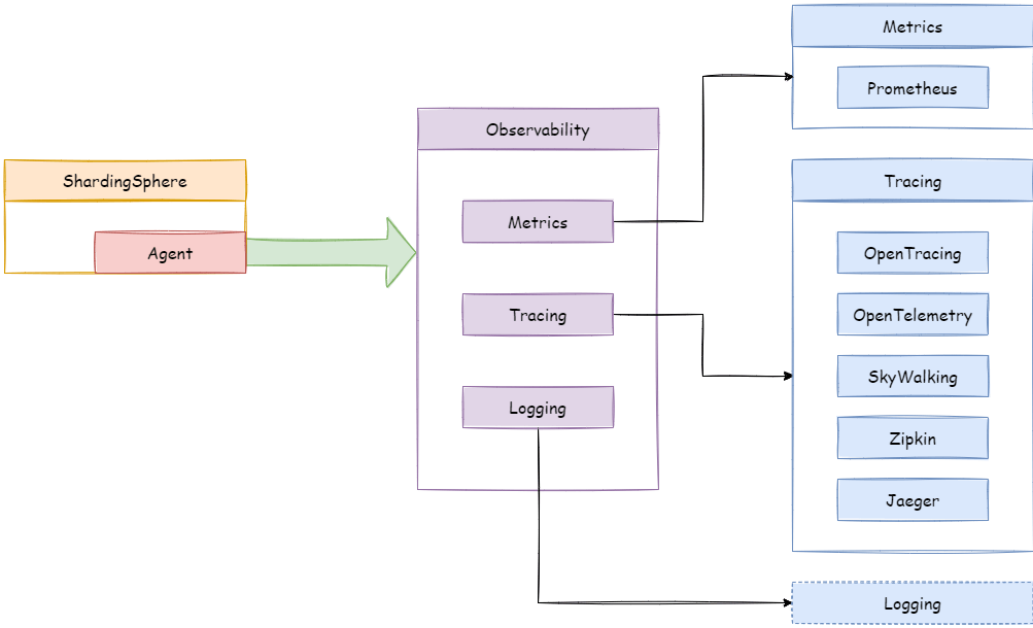 ShardingSphere
Agent
Observability
Metrics
Tracing
Logging
Metrics
Prometheus
Tracing
OpenTracing
OpenTelemetry
SkyWalking
Zipkin
Jaeger
Logging